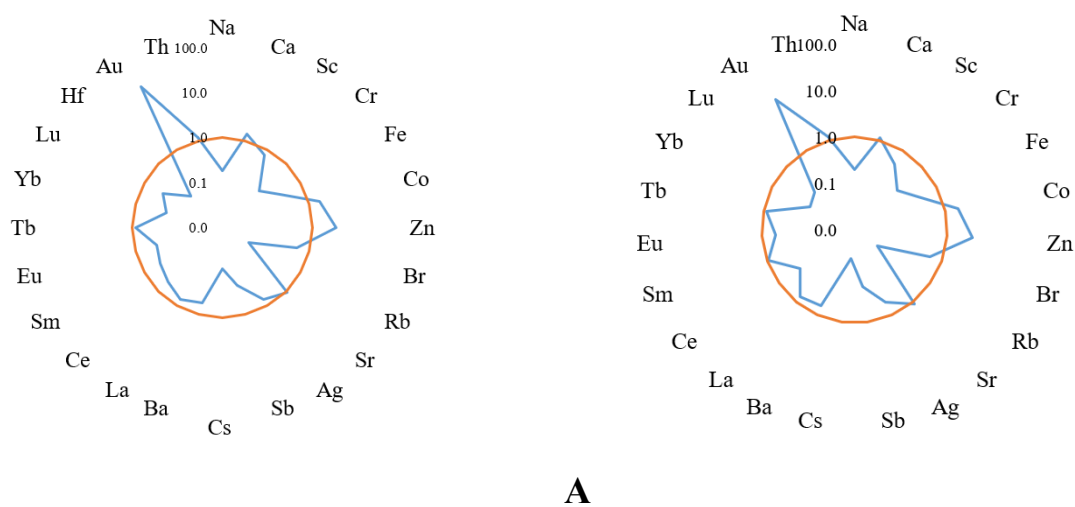 Na
Ca
Sc
Cr
Fe
Co
Zn
Br
Rb
Sr
Ag
Sb
Cs
Ba
La
Ce
Sm
Eu
Tb
Yb
Lu
Hf
Au
Th
100.0
10.0
1.0
0.1
0.0
Na
Ca
Sc
Cr
Fe
Co
Zn
Br
Rb
Sr
Ag
Sb
Cs
Ba
La
Ce
Sm
Eu
Tb
Yb
Lu
Au
Th
100.0
10.0
1.0
0.1
0.0
A